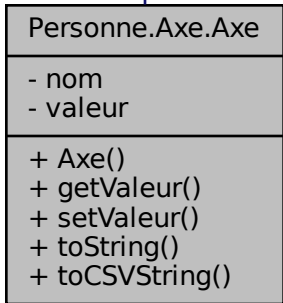 Personne.Axe.Axe
- nom
- valeur
+ Axe()
+ getValeur()
+ setValeur()
+ toString()
+ toCSVString()